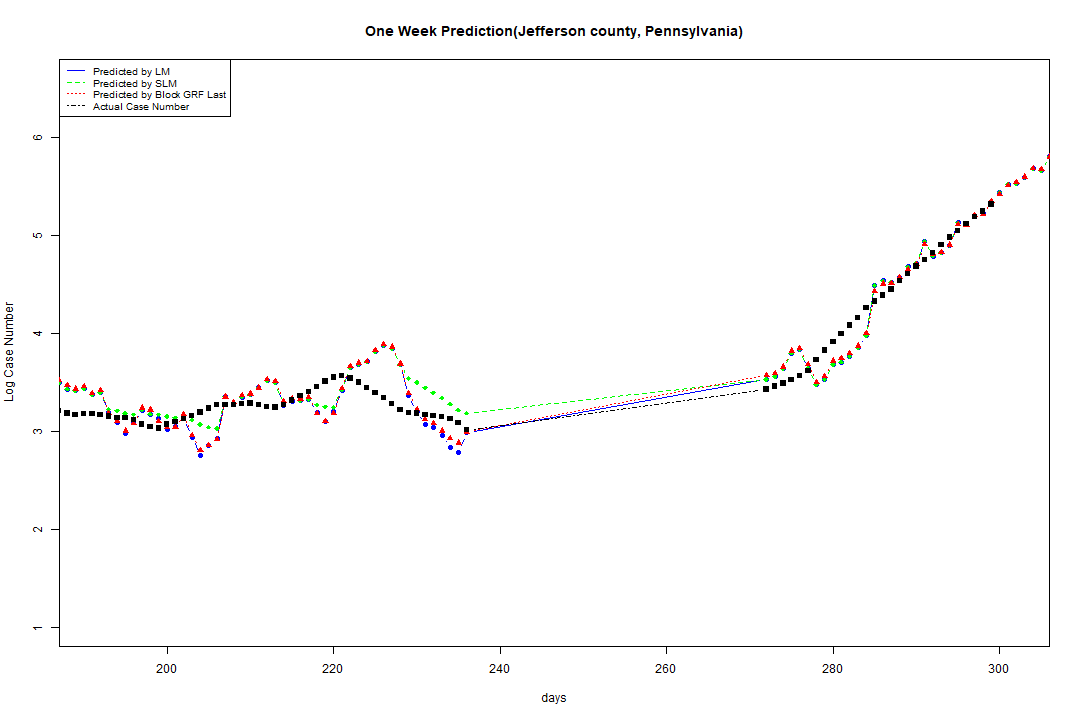 One Week Prediction(Jefferson county, Pennsylvania)
Predicted by LM
Predicted by SLM
Predicted by Block GRF Last
Actual Case Number
Log Case Number
6
5
4
3
2
1
200
220
240
260
280
300
days